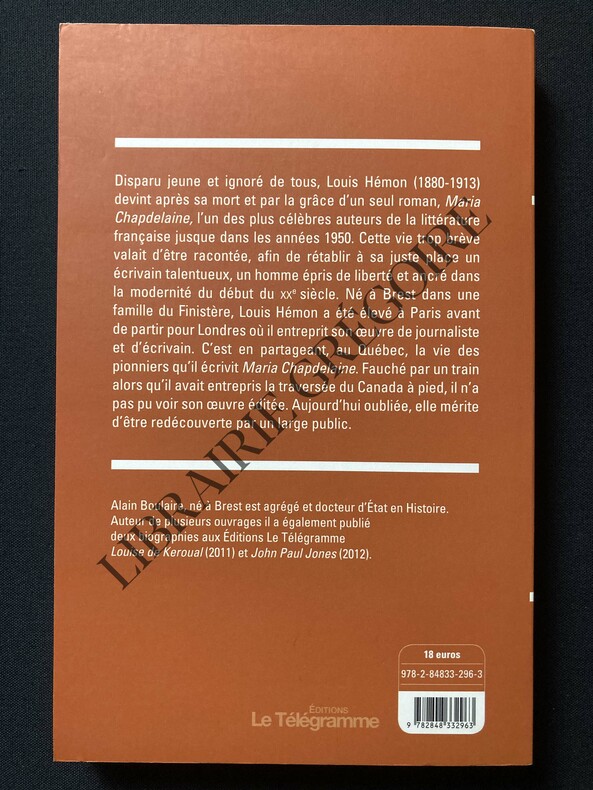 Disparu jeune et ignoré de tous, Louis Hémon (1880-1913)
devint après sa mort et par la grâce d'un seul roman, Maria
Chapdelaine, l'un des plus célèbres auteurs de la littérature
française jusque dans les années 1950. Cette vie trop brève
valait d'être racontée, afin de rétablir à sa juste place un
écrivain talentueux, un homme épris de liberté et ancré dans
la modernité du début du XXe siècle. Né à Brest dans une
famille du Finistère, Louis Hémon a été élevé à Paris avant
de partir pour Londres où il entreprit son œuvre de journaliste
et d'écrivain. C'est en partageant, au Québec, la vie des
pionniers qu'il écrivit Maria Chapdelaine. Fauché par un train
alors qu'il avait entrepris la traversée du Canada à pied, il n'a
pas pu voir son œuvre éditée. Aujourd'hui oubliée, elle mérite
d'être redécouverte par un large public.
Alain Boulaire, né à Brest est agrégé et docteur d'État en Histoire.
Auteur de plusieurs ouvrages il a également publié
deux biographies aux Éditions Le Télégramme
Louise de Keroual (2011) et John Paul Jones (2012).
LIBRAIRIE GRÉGOIRE
18 euros
978-2-84833-296-3
9 782848 332963
ÉDITIONS
Le Télégramme